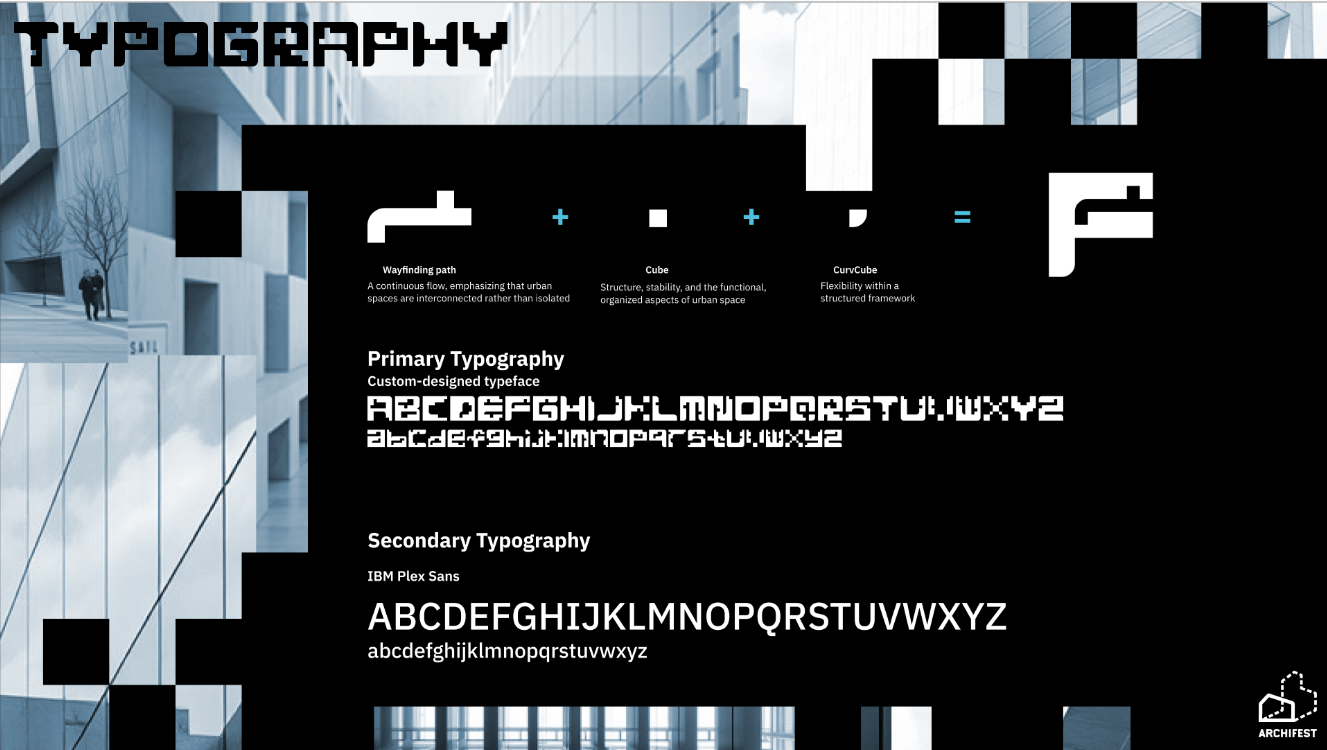 TYPOGRAPHY
+ + =
Wayfinding path
A continuous flow, emphasizing that urban
spaces are interconnected rather than isolated
Cube
Structure, stability, and the functional,
organized aspects of urban space
CurvCube
Flexibility within a
structured framework
Primary Typography
Custom-designed typeface
ABCDEFGHIJKLMNOPQRSTUVWXYZ
abcdefghijklmnopqrstuvwxyz
Secondary Typography
IBM Plex Sans
ABCDEFGHIJKLMNOPQRSTUVWXYZ
abcdefghijklmnopqrstuvwxyz
ARCHIFEST